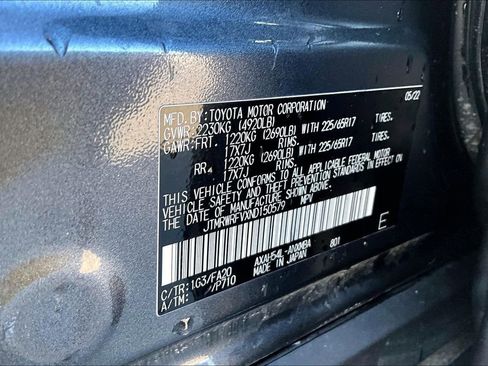 MFD.BY:TOYOTA MOTOR CORPORATION 05/22
GVWR:2230KG (4920LB)
GAWR:FRT. 1220KG (2690LB) WITH 225/65R17 TIRES.
17X7J RIMS.
RR. 1220KG (2690LB) WITH 225/65R17 TIRES.
17X7J RIMS.
THIS VEHICLE CONFORMS TO ALL APPLICABLE FEDERAL MOTOR
VEHICLE SAFETY AND THEFT PREVENTION STANDARDS IN EFFECT ON
THE DATE OF MANUFACTURE SHOWN ABOVE.
JTMRWRFVXND150579 MPV
E
C/TR:1G3/FA20 AXAH54L-ANXMBA 801
A/TM: /P710 MADE IN JAPAN